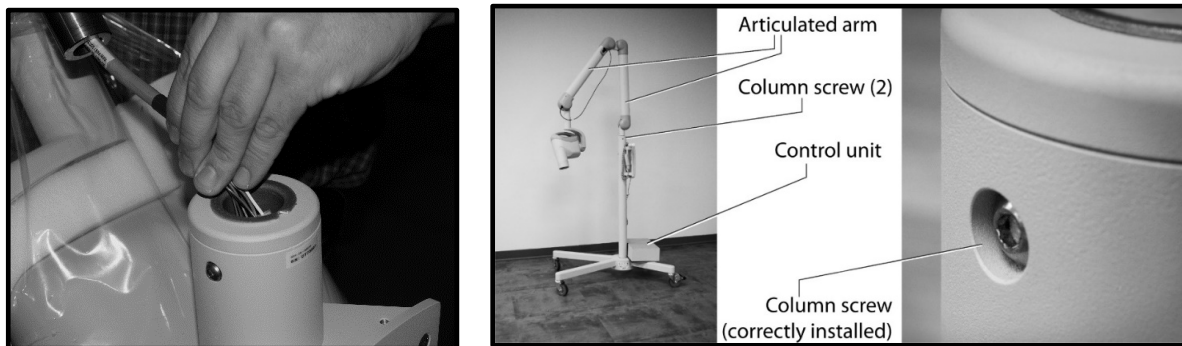 Articulated arm
Column screw (2)
Control unit
Column screw
(correctly installed)